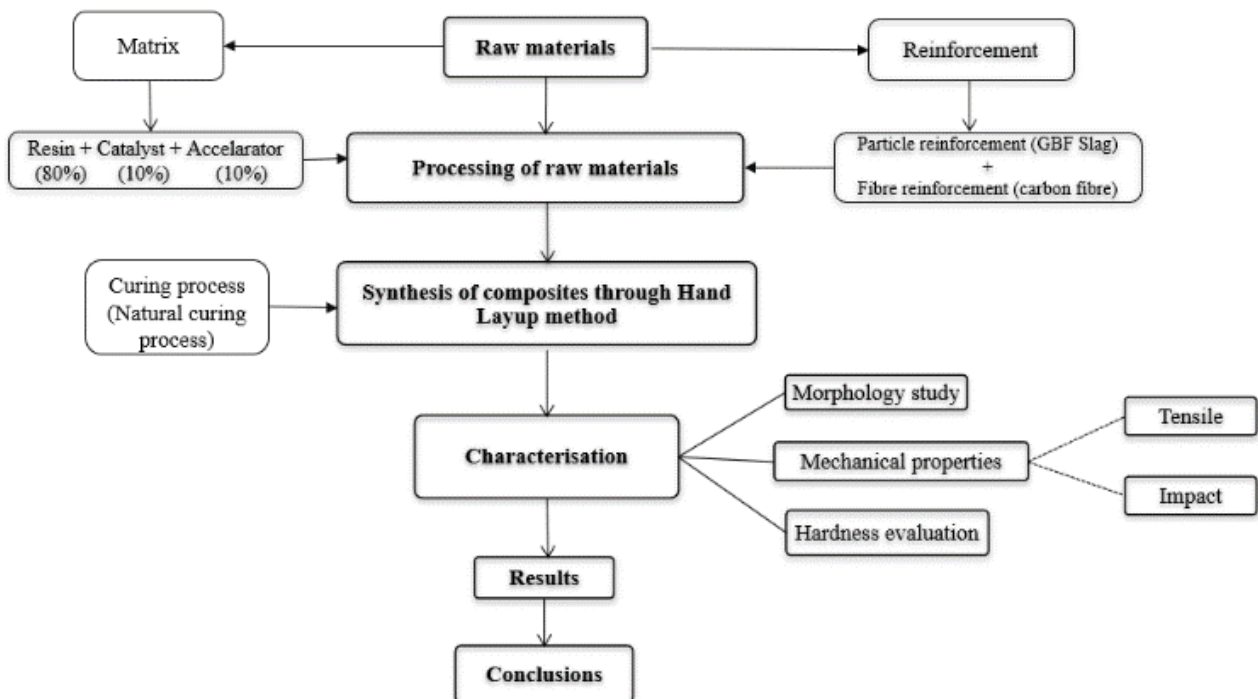 Matrix
Raw materials
Reinforcement
Resin + Catalyst + Accelarator
(80%) (10%) (10%)
Processing of raw materials
Particle reinforcement (GBF Slag)
+
Fibre reinforcement (carbon fibre)
Curing process
(Natural curing
process)
Synthesis of composites through Hand
Layup method
Characterisation
Morphology study
Mechanical properties
Hardness evaluation
Tensile
Impact
Results
Conclusions